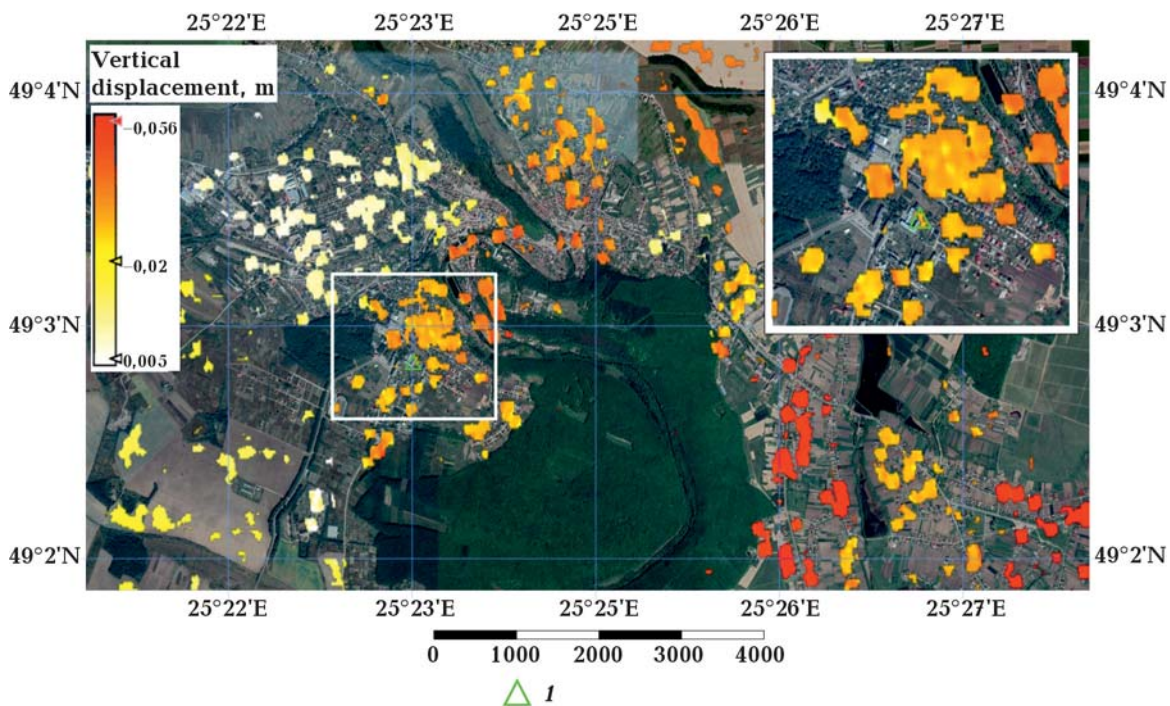 25°22'E 25°23'E 25°25'E 25°26'E 25°27'E
Vertical
displacement, m
–0,056
–0,02
0,005
49°4'N 49°4'N
49°3'N 49°3'N
49°2'N 49°2'N
25°22'E 25°23'E 25°25'E 25°26'E 25°27'E
0 1000 2000 3000 4000
1